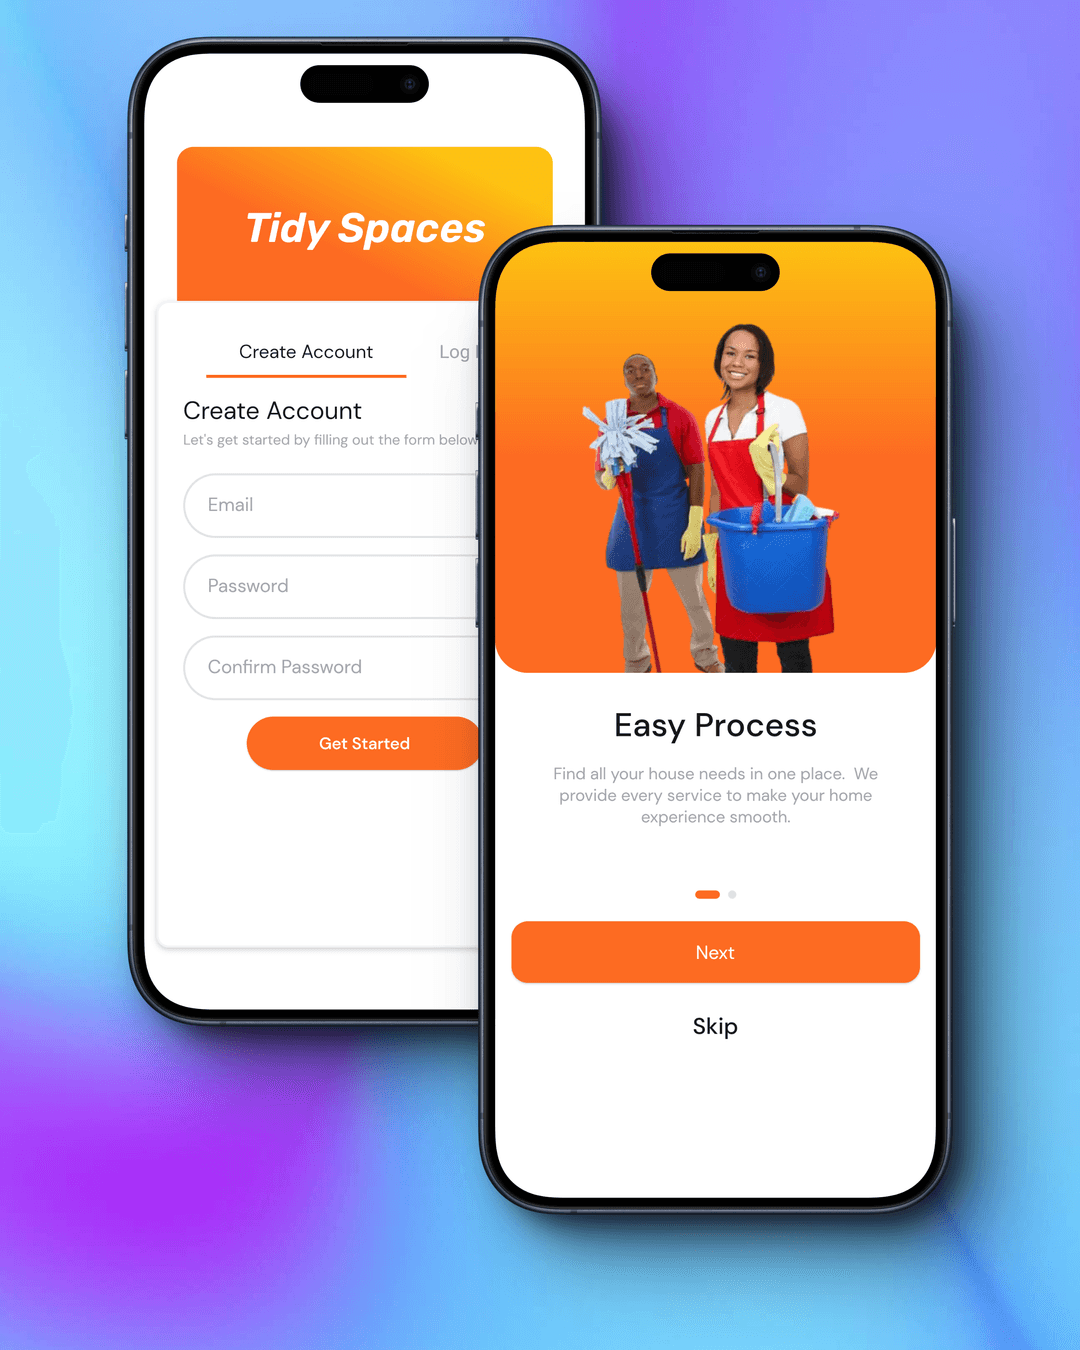 Tidy Spaces
Create Account
Log
Create Account
Let's get started by filling out the form below
Email
Password
Confirm Password
Get Started
Easy Process
Find all your house needs in one place.  We
provide every service to make your home
experience smooth.
Next
Skip